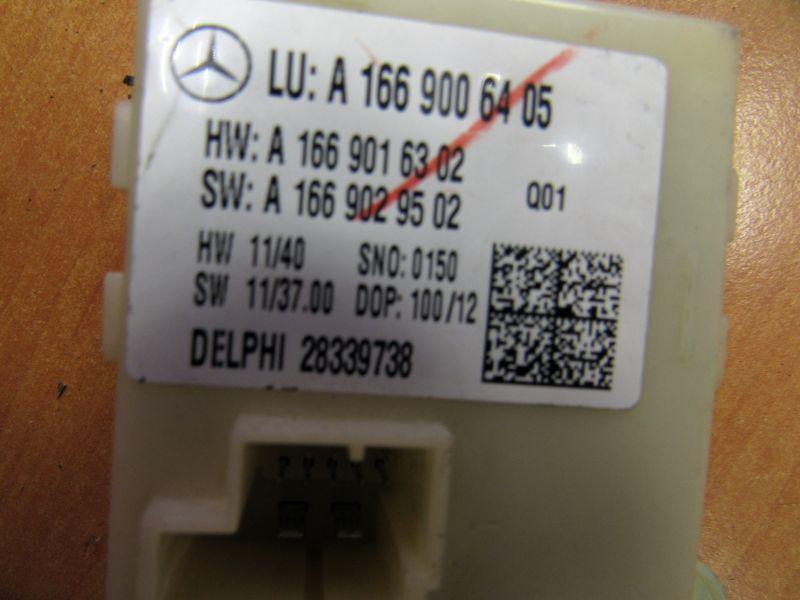 LU: A 166 900 64 05
HW: A 166 901 63 02
SW: A 166 902 95 02 Q01
HW 11/40 SNO: 0150
SW 11/37.00 DOP: 100/12
DELPHI 28339738